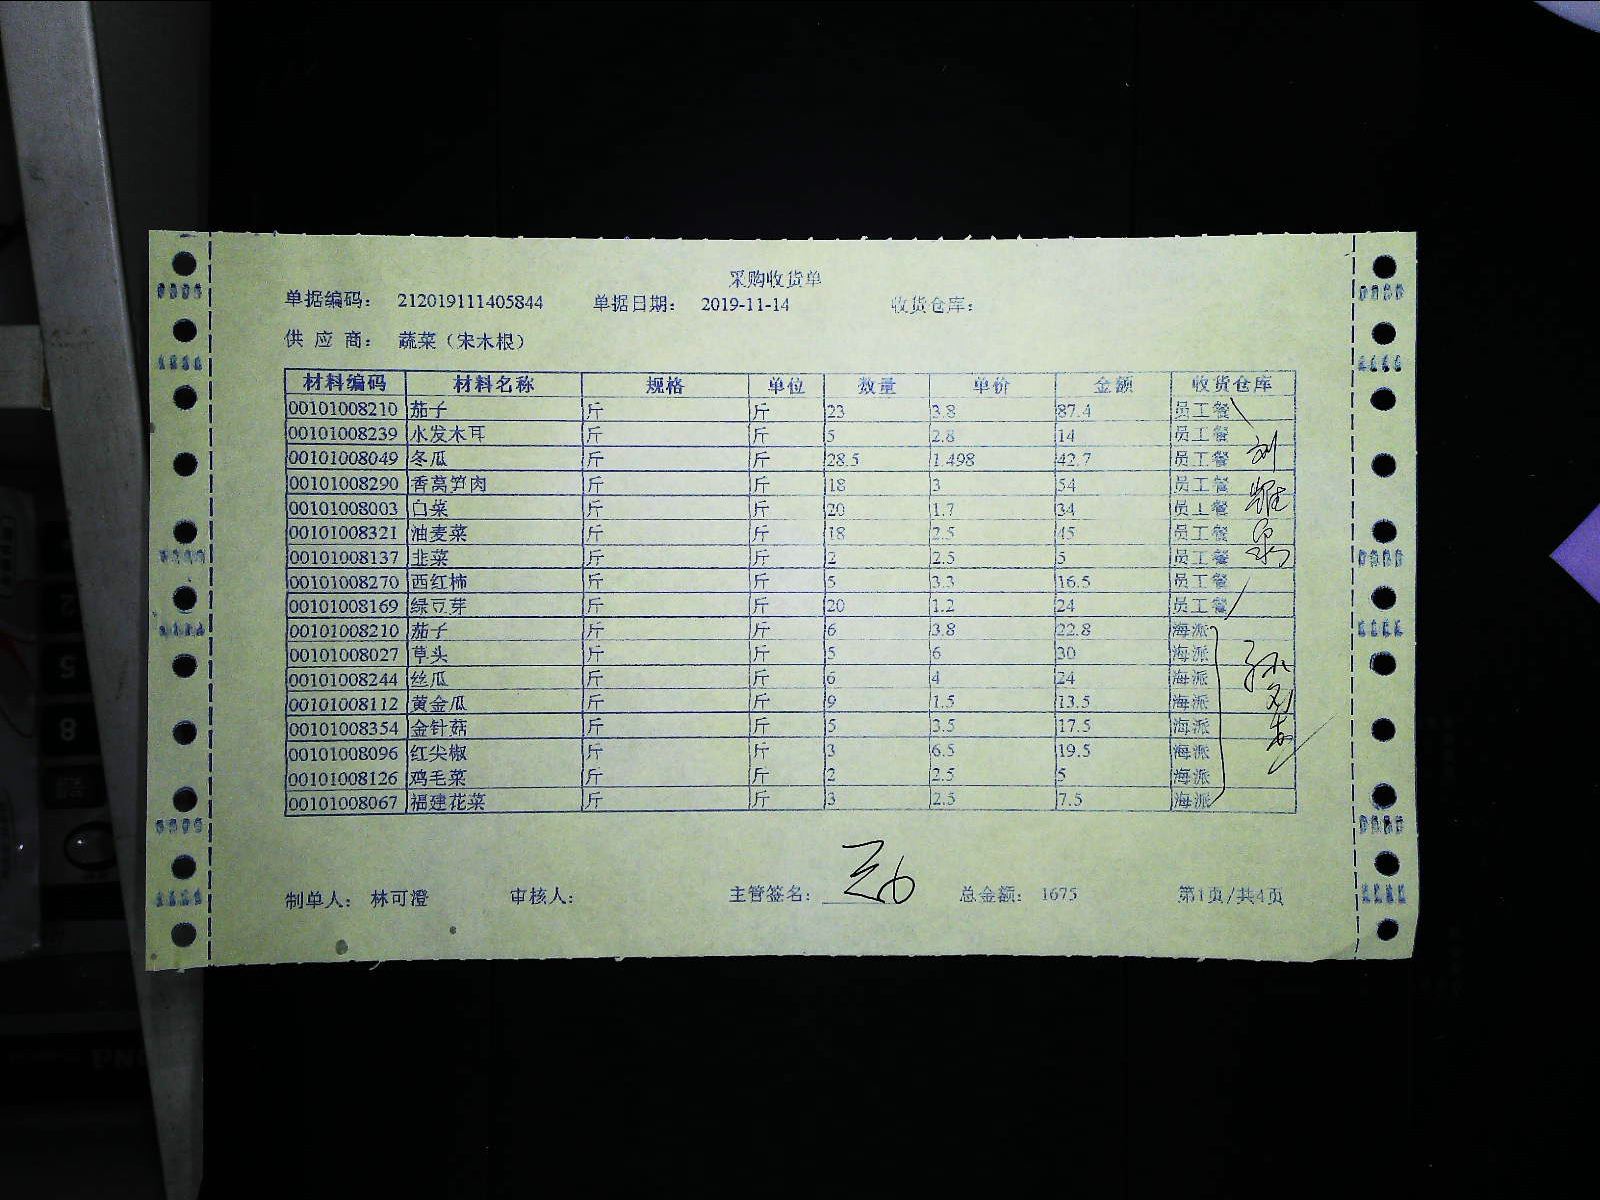 采购收货单
单据编码： 212019111405844 单据日期： 2019-11-14 收货仓库：
供 应 商： 蔬菜（宋木根）
材料编码 材料名称 规格 单位 数量 单价 金额 收货仓库
00101008210 茄子 斤 斤 23 3.8 87.4 员工餐
00101008239 水发木耳 斤 斤 5 2.8 14 员工餐
00101008049 冬瓜 斤 斤 28.5 1.498 42.7 员工餐
00101008290 香莴笋肉 斤 斤 18 3 54 员工餐
00101008003 白菜 斤 斤 20 1.7 34 员工餐
00101008321 油麦菜 斤 斤 18 2.5 45 员工餐
00101008137 韭菜 斤 斤 2 2.5 5 员工餐
00101008270 西红柿 斤 斤 5 3.3 16.5 员工餐
00101008169 绿豆芽 斤 斤 20 1.2 24 员工餐
00101008210 茄子 斤 斤 6 3.8 22.8 海派
00101008027 草头 斤 斤 5 6 30 海派
00101008244 丝瓜 斤 斤 6 4 24 海派
00101008112 黄金瓜 斤 斤 9 1.5 13.5 海派
00101008354 金针菇 斤 斤 5 3.5 17.5 海派
00101008096 红尖椒 斤 斤 3 6.5 19.5 海派
00101008126 鸡毛菜 斤 斤 2 2.5 5 海派
00101008067 福建花菜 斤 斤 3 2.5 7.5 海派
制单人： 林可澄 审核人： 主管签名： 总金额： 1675 第1页/共4页